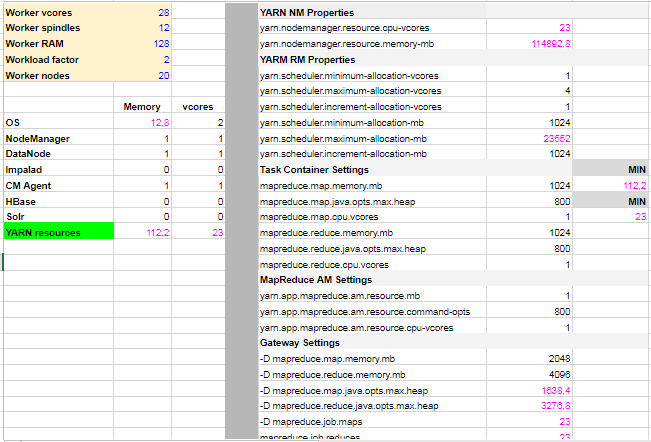 Worker vcores 28
Worker spindles 12
Worker RAM 128
Workload factor 2
Worker nodes 20
Memory vcores
OS 12,8 2
NodeManager 1 1
DataNode 1 1
Impalad 0 0
CM Agent 1 1
HBase 0 0
Solr 0 0
YARN resources 112,2 23
YARN NM Properties
yarn.nodemanager.resource.cpu-vcores 23
yarn.nodemanager.resource.memory-mb 114892,8
YARM RM Properties
yarn.scheduler.minimum-allocation-vcores 1
yarn.scheduler.maximum-allocation-vcores 4
yarn.scheduler.increment-allocation-vcores 1
yarn.scheduler.minimum-allocation-mb 1024
yarn.scheduler.maximum-allocation-mb 23552
yarn.scheduler.increment-allocation-mb 1024
Task Container Settings MIN
mapreduce.map.memory.mb 1024 112,2
mapreduce.map.java.opts.max.heap 800 MIN
mapreduce.map.cpu.vcores 1 23
mapreduce.reduce.memory.mb 1024
mapreduce.reduce.java.opts.max.heap 800
mapreduce.reduce.cpu.vcores 1
MapReduce AM Settings
yarn.app.mapreduce.am.resource.mb 1
yarn.app.mapreduce.am.resource.command-opts 800
yarn.app.mapreduce.am.resource.cpu-vcores 1
Gateway Settings
-D mapreduce.map.memory.mb 2048
-D mapreduce.reduce.memory.mb 4096
-D mapreduce.map.java.opts.max.heap 1638,4
-D mapreduce.reduce.java.opts.max.heap 3276,8
-D mapreduce.job.maps 23
mapreduce.job.reduces 23